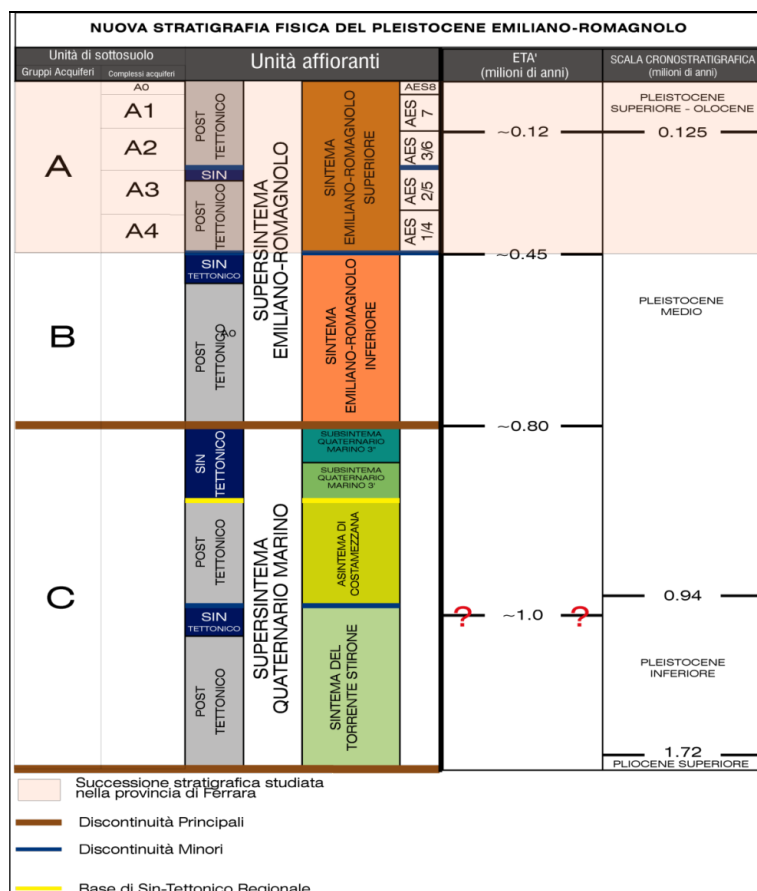 NUOVA STRATIGRAFIA FISICA DEL PLEISTOCENE EMILIANO-ROMAGNOLO
Unità di sottosuolo
Gruppi Acquiferi
Complessi acquiferi
Unità affioranti
ETA'
(milioni di anni)
SCALA CRONOSTRATIGRAFICA
(milioni di anni)
A
A0
A1
A2
A3
A4
POST
TETTONICO
SIN
POST
TETTONICO
SUPERSINTEMA
EMILIANO-ROMAGNOLO
SINTEMA
EMILIANO-ROMAGNOLO
SUPERIORE
AES8
AES
7
AES
3/6
AES
2/5
AES
1/4
~0.12
~0.45
PLEISTOCENE
SUPERIORE - OLOCENE
0.125
B
SIN
TETTONICO
POST
TETTONICO
A0
SINTEMA
EMILIANO-ROMAGNOLO
INFERIORE
~0.80
PLEISTOCENE
MEDIO
C
SIN
TETTONICO
POST
TETTONICO
SIN
TETTONICO
POST
TETTONICO
SUPERSINTEMA
QUATERNARIO MARINO
SUBSINTEMA
QUATERNARIO
MARINO 3"
SUBSINTEMA
QUATERNARIO
MARINO 3'
ASINTEMA DI
COSTAMEZZANA
SINTEMA DEL
TORRENTE STIRONE
? ~1.0 ?
0.94
PLEISTOCENE
INFERIORE
1.72
PLIOCENE SUPERIORE
Successione stratigrafica studiata
nella provincia di Ferrara
Discontinuità Principali
Discontinuità Minori
Base di Sin-Tettonico Regionale